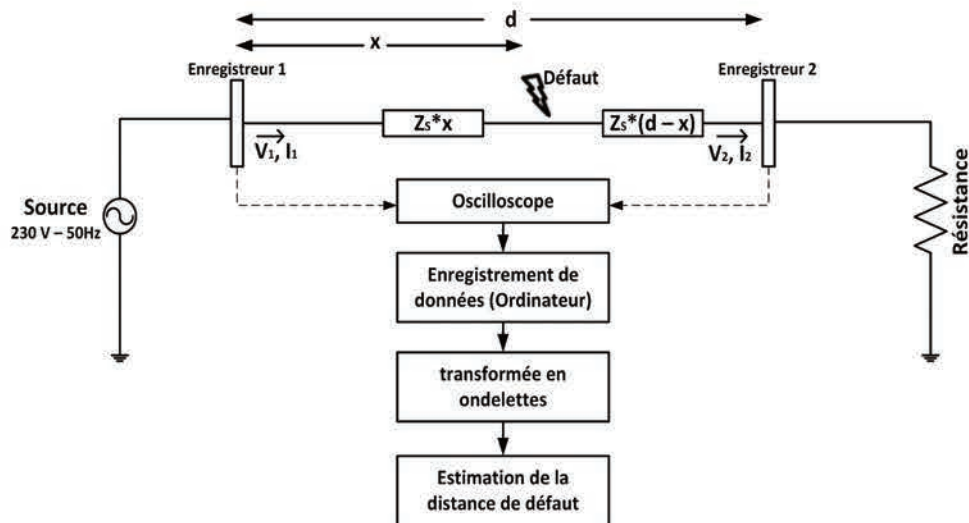 d
x
Enregistreur 1
Enregistreur 2
Défaut
Zs*x
Zs*(d – x)
V1, I1
V2, I2
Source
230 V – 50Hz
Oscilloscope
Résistance
Enregistrement de
données (Ordinateur)
transformée en
ondelettes
Estimation de la
distance de défaut